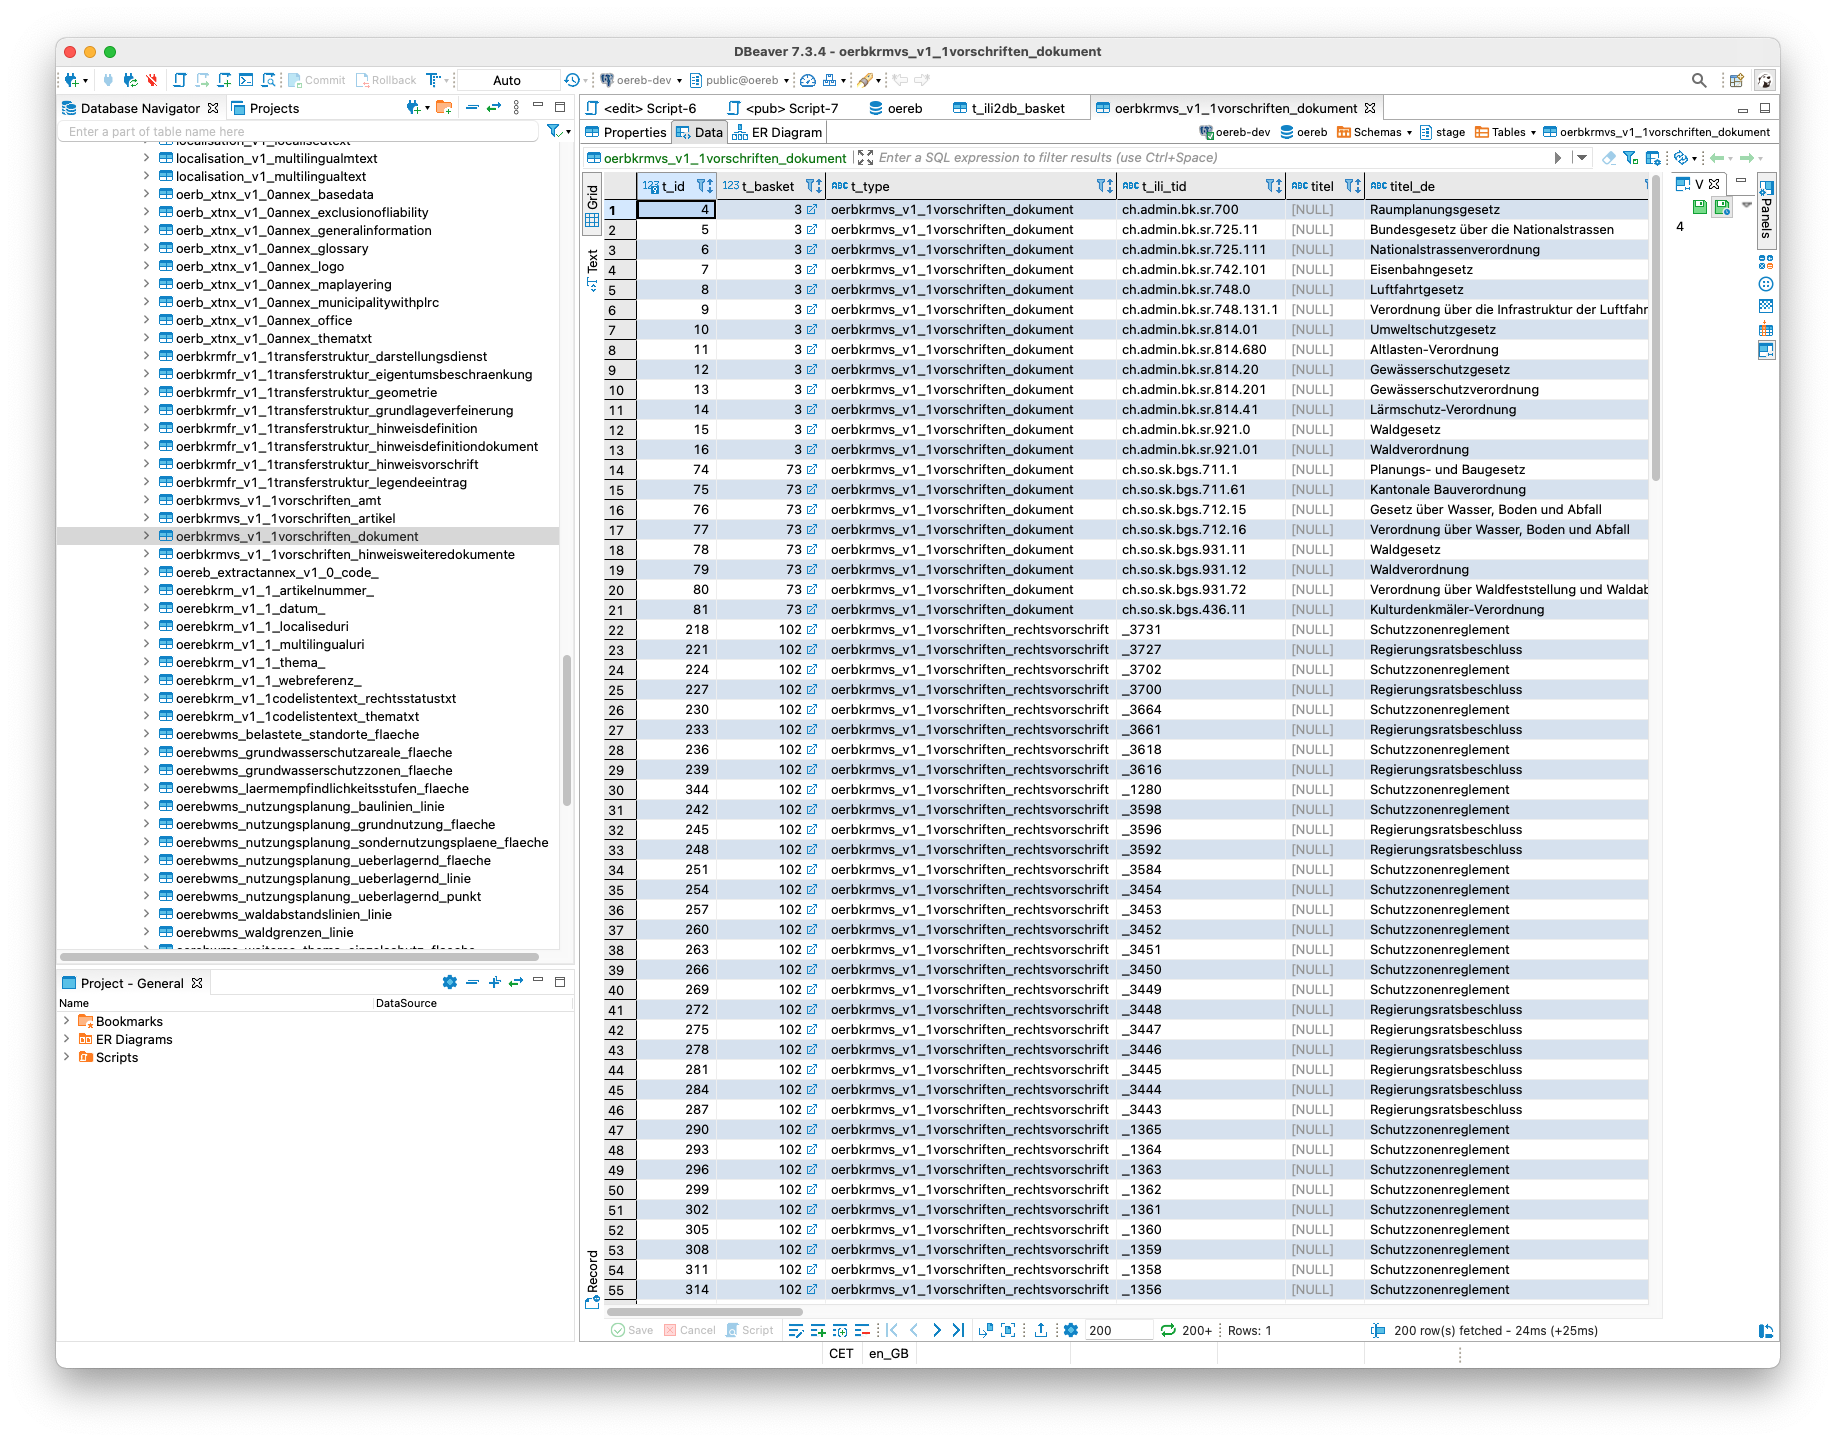 DBeaver 7.3.4 - oerbkrmvs_v1_1vorschriften_dokument
Commit Rollback Auto oereb-dev public@oereb
Database Navigator Projects
Enter a part of table name here
localisation_v1_multilingualmtext
localisation_v1_multilingualtext
oerb_xtnx_v1_0annex_basedata
oerb_xtnx_v1_0annex_exclusionofliability
oerb_xtnx_v1_0annex_generalinformation
oerb_xtnx_v1_0annex_glossary
oerb_xtnx_v1_0annex_logo
oerb_xtnx_v1_0annex_maplayering
oerb_xtnx_v1_0annex_municipalitywithplrc
oerb_xtnx_v1_0annex_office
oerb_xtnx_v1_0annex_thematxt
oerbkrmfr_v1_1transferstruktur_darstellungsdienst
oerbkrmfr_v1_1transferstruktur_eigentumsbeschraenkung
oerbkrmfr_v1_1transferstruktur_geometrie
oerbkrmfr_v1_1transferstruktur_grundlageverfeinerung
oerbkrmfr_v1_1transferstruktur_hinweisdefinition
oerbkrmfr_v1_1transferstruktur_hinweisdefinitiondokument
oerbkrmfr_v1_1transferstruktur_hinweisvorschrift
oerbkrmfr_v1_1transferstruktur_legendeeintrag
oerbkrmvs_v1_1vorschriften_amt
oerbkrmvs_v1_1vorschriften_artikel
oerbkrmvs_v1_1vorschriften_dokument
oerbkrmvs_v1_1vorschriften_hinweisweiteredokumente
oereb_extractannex_v1_0_code_
oerebkrm_v1_1_artikelnummer_
oerebkrm_v1_1_datum_
oerebkrm_v1_1_localiseduri
oerebkrm_v1_1_multilingualuri
oerebkrm_v1_1_thema_
oerebkrm_v1_1_webreferenz_
oerebkrm_v1_1codelistentext_rechtsstatustxt
oerebkrm_v1_1codelistentext_thematxt
oerebwms_belastete_standorte_flaeche
oerebwms_grundwasserschutzareale_flaeche
oerebwms_grundwasserschutzzonen_flaeche
oerebwms_laermempfindlichkeitsstufen_flaeche
oerebwms_nutzungsplanung_baulinien_linie
oerebwms_nutzungsplanung_grundnutzung_flaeche
oerebwms_nutzungsplanung_sondernutzungsplaene_flaeche
oerebwms_nutzungsplanung_ueberlagernd_flaeche
oerebwms_nutzungsplanung_ueberlagernd_linie
oerebwms_nutzungsplanung_ueberlagernd_punkt
oerebwms_waldabstandslinien_linie
oerebwms_waldgrenzen_linie
Project - General
Name DataSource
Bookmarks
ER Diagrams
Scripts
<edit> Script-6 <pub> Script-7 oereb t_ili2db_basket oerbkrmvs_v1_1vorschriften_dokument
Properties Data ER Diagram oereb-dev oereb Schemas stage Tables oerbkrmvs_v1_1vorschriften_dokument
oerbkrmvs_v1_1vorschriften_dokument Enter a SQL expression to filter results (use Ctrl+Space)
Grid
Text
Record
123 t_id 123 t_basket ABC t_type ABC t_ili_tid ABC titel ABC titel_de
1 4 3 oerbkrmvs_v1_1vorschriften_dokument ch.admin.bk.sr.700 [NULL] Raumplanungsgesetz
2 5 3 oerbkrmvs_v1_1vorschriften_dokument ch.admin.bk.sr.725.11 [NULL] Bundesgesetz über die Nationalstrassen
3 6 3 oerbkrmvs_v1_1vorschriften_dokument ch.admin.bk.sr.725.111 [NULL] Nationalstrassenverordnung
4 7 3 oerbkrmvs_v1_1vorschriften_dokument ch.admin.bk.sr.742.101 [NULL] Eisenbahngesetz
5 8 3 oerbkrmvs_v1_1vorschriften_dokument ch.admin.bk.sr.748.0 [NULL] Luftfahrtgesetz
6 9 3 oerbkrmvs_v1_1vorschriften_dokument ch.admin.bk.sr.748.131.1 [NULL] Verordnung über die Infrastruktur der Luftfahr
7 10 3 oerbkrmvs_v1_1vorschriften_dokument ch.admin.bk.sr.814.01 [NULL] Umweltschutzgesetz
8 11 3 oerbkrmvs_v1_1vorschriften_dokument ch.admin.bk.sr.814.680 [NULL] Altlasten-Verordnung
9 12 3 oerbkrmvs_v1_1vorschriften_dokument ch.admin.bk.sr.814.20 [NULL] Gewässerschutzgesetz
10 13 3 oerbkrmvs_v1_1vorschriften_dokument ch.admin.bk.sr.814.201 [NULL] Gewässerschutzverordnung
11 14 3 oerbkrmvs_v1_1vorschriften_dokument ch.admin.bk.sr.814.41 [NULL] Lärmschutz-Verordnung
12 15 3 oerbkrmvs_v1_1vorschriften_dokument ch.admin.bk.sr.921.0 [NULL] Waldgesetz
13 16 3 oerbkrmvs_v1_1vorschriften_dokument ch.admin.bk.sr.921.01 [NULL] Waldverordnung
14 74 73 oerbkrmvs_v1_1vorschriften_dokument ch.so.sk.bgs.711.1 [NULL] Planungs- und Baugesetz
15 75 73 oerbkrmvs_v1_1vorschriften_dokument ch.so.sk.bgs.711.61 [NULL] Kantonale Bauverordnung
16 76 73 oerbkrmvs_v1_1vorschriften_dokument ch.so.sk.bgs.712.15 [NULL] Gesetz über Wasser, Boden und Abfall
17 77 73 oerbkrmvs_v1_1vorschriften_dokument ch.so.sk.bgs.712.16 [NULL] Verordnung über Wasser, Boden und Abfall
18 78 73 oerbkrmvs_v1_1vorschriften_dokument ch.so.sk.bgs.931.11 [NULL] Waldgesetz
19 79 73 oerbkrmvs_v1_1vorschriften_dokument ch.so.sk.bgs.931.12 [NULL] Waldverordnung
20 80 73 oerbkrmvs_v1_1vorschriften_dokument ch.so.sk.bgs.931.72 [NULL] Verordnung über Waldfeststellung und Waldab
21 81 73 oerbkrmvs_v1_1vorschriften_dokument ch.so.sk.bgs.436.11 [NULL] Kulturdenkmäler-Verordnung
22 218 102 oerbkrmvs_v1_1vorschriften_rechtsvorschrift _3731 [NULL] Schutzzonenreglement
23 221 102 oerbkrmvs_v1_1vorschriften_rechtsvorschrift _3727 [NULL] Regierungsratsbeschluss
24 224 102 oerbkrmvs_v1_1vorschriften_rechtsvorschrift _3702 [NULL] Schutzzonenreglement
25 227 102 oerbkrmvs_v1_1vorschriften_rechtsvorschrift _3700 [NULL] Regierungsratsbeschluss
26 230 102 oerbkrmvs_v1_1vorschriften_rechtsvorschrift _3664 [NULL] Schutzzonenreglement
27 233 102 oerbkrmvs_v1_1vorschriften_rechtsvorschrift _3661 [NULL] Regierungsratsbeschluss
28 236 102 oerbkrmvs_v1_1vorschriften_rechtsvorschrift _3618 [NULL] Schutzzonenreglement
29 239 102 oerbkrmvs_v1_1vorschriften_rechtsvorschrift _3616 [NULL] Regierungsratsbeschluss
30 344 102 oerbkrmvs_v1_1vorschriften_rechtsvorschrift _1280 [NULL] Schutzzonenreglement
31 242 102 oerbkrmvs_v1_1vorschriften_rechtsvorschrift _3598 [NULL] Schutzzonenreglement
32 245 102 oerbkrmvs_v1_1vorschriften_rechtsvorschrift _3596 [NULL] Regierungsratsbeschluss
33 248 102 oerbkrmvs_v1_1vorschriften_rechtsvorschrift _3592 [NULL] Regierungsratsbeschluss
34 251 102 oerbkrmvs_v1_1vorschriften_rechtsvorschrift _3584 [NULL] Schutzzonenreglement
35 254 102 oerbkrmvs_v1_1vorschriften_rechtsvorschrift _3454 [NULL] Schutzzonenreglement
36 257 102 oerbkrmvs_v1_1vorschriften_rechtsvorschrift _3453 [NULL] Schutzzonenreglement
37 260 102 oerbkrmvs_v1_1vorschriften_rechtsvorschrift _3452 [NULL] Schutzzonenreglement
38 263 102 oerbkrmvs_v1_1vorschriften_rechtsvorschrift _3451 [NULL] Schutzzonenreglement
39 266 102 oerbkrmvs_v1_1vorschriften_rechtsvorschrift _3450 [NULL] Schutzzonenreglement
40 269 102 oerbkrmvs_v1_1vorschriften_rechtsvorschrift _3449 [NULL] Schutzzonenreglement
41 272 102 oerbkrmvs_v1_1vorschriften_rechtsvorschrift _3448 [NULL] Regierungsratsbeschluss
42 275 102 oerbkrmvs_v1_1vorschriften_rechtsvorschrift _3447 [NULL] Regierungsratsbeschluss
43 278 102 oerbkrmvs_v1_1vorschriften_rechtsvorschrift _3446 [NULL] Regierungsratsbeschluss
44 281 102 oerbkrmvs_v1_1vorschriften_rechtsvorschrift _3445 [NULL] Regierungsratsbeschluss
45 284 102 oerbkrmvs_v1_1vorschriften_rechtsvorschrift _3444 [NULL] Regierungsratsbeschluss
46 287 102 oerbkrmvs_v1_1vorschriften_rechtsvorschrift _3443 [NULL] Regierungsratsbeschluss
47 290 102 oerbkrmvs_v1_1vorschriften_rechtsvorschrift _1365 [NULL] Schutzzonenreglement
48 293 102 oerbkrmvs_v1_1vorschriften_rechtsvorschrift _1364 [NULL] Schutzzonenreglement
49 296 102 oerbkrmvs_v1_1vorschriften_rechtsvorschrift _1363 [NULL] Schutzzonenreglement
50 299 102 oerbkrmvs_v1_1vorschriften_rechtsvorschrift _1362 [NULL] Schutzzonenreglement
51 302 102 oerbkrmvs_v1_1vorschriften_rechtsvorschrift _1361 [NULL] Schutzzonenreglement
52 305 102 oerbkrmvs_v1_1vorschriften_rechtsvorschrift _1360 [NULL] Schutzzonenreglement
53 308 102 oerbkrmvs_v1_1vorschriften_rechtsvorschrift _1359 [NULL] Schutzzonenreglement
54 311 102 oerbkrmvs_v1_1vorschriften_rechtsvorschrift _1358 [NULL] Schutzzonenreglement
55 314 102 oerbkrmvs_v1_1vorschriften_rechtsvorschrift _1356 [NULL] Schutzzonenreglement
V
4
Panels
Save Cancel Script 200 200+ Rows: 1 200 row(s) fetched - 24ms (+25ms)
CET en_GB